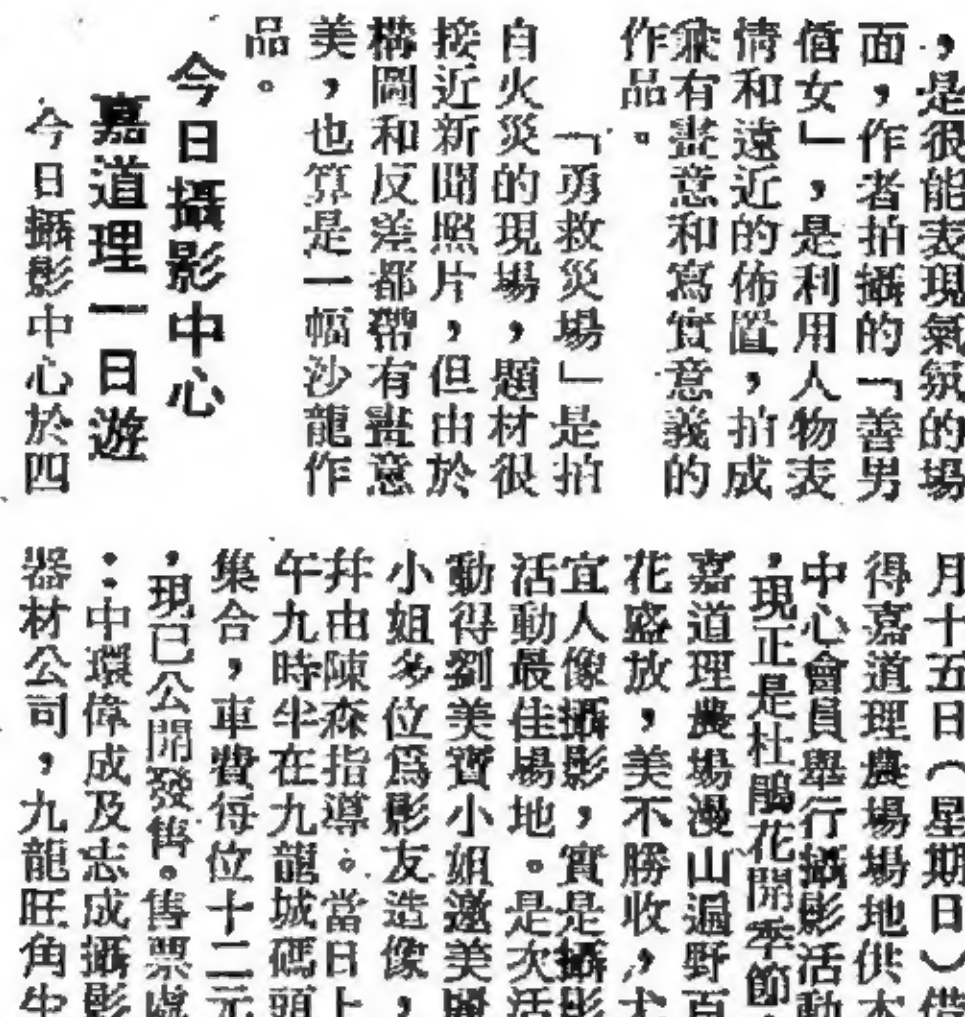 ，是很能表現氣氛的場
面，作者拍攝的「善男
信女」，是利用人物表
情和遠近的佈置，拍成
兼有畫意和寫實意義的
作品。
「勇救災場」是拍
自火災的現場，題材很
接近新聞照片，但由於
構圖和反差都帶有畫意
美，也算是一幅沙龍作
品。
今日攝影中心
嘉道理一日遊
今日攝影中心於四
月十五日（星期日）借
得嘉道理農場場地供本
中心會員舉行攝影活動
，現正是杜鵑花開季節，
嘉道理農場漫山遍野百
花盛放，美不勝收，尤
宜人像攝影，實是攝影
活動最佳場地。是次活
動得劉美寶小姐邀美麗
小姐多位爲影友造像，
幷由陳森指導。當日上
午九時半在九龍城碼頭
集合，車費每位十二元
，現已公開發售。售票處
：中環偉成及志成攝影
器材公司，九龍旺角生